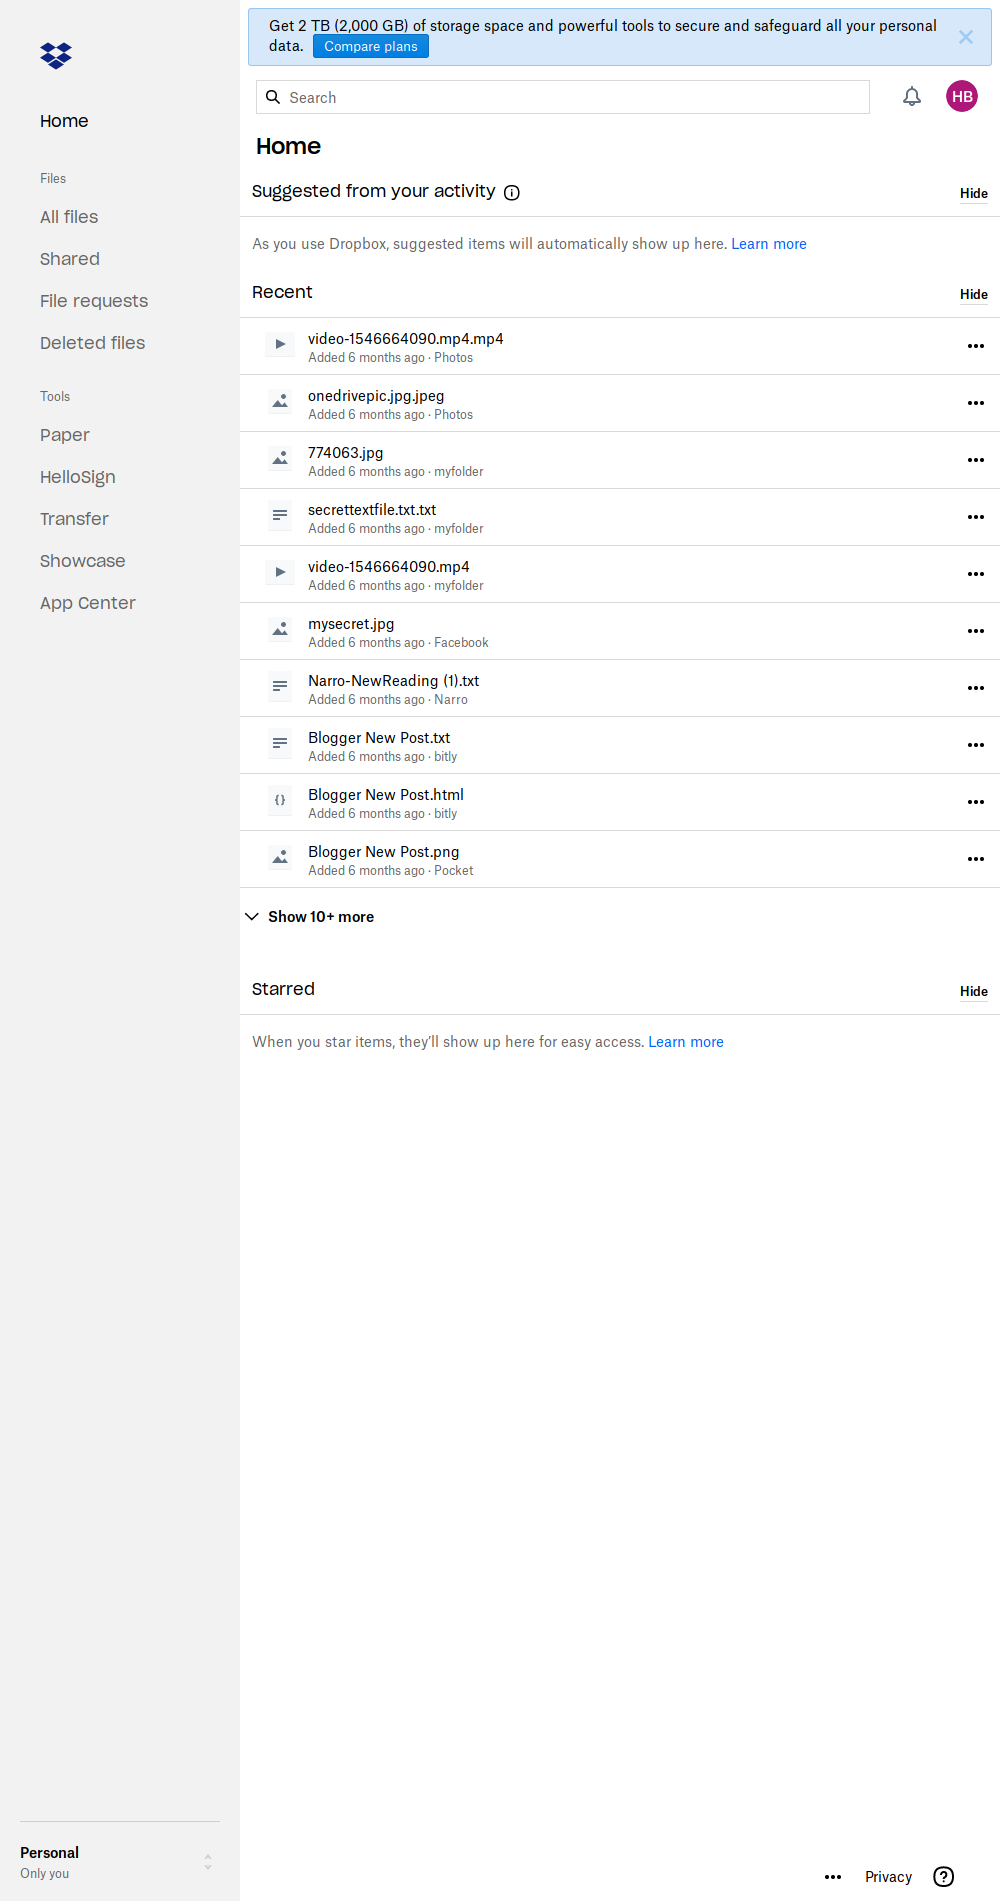 Get 2 TB (2,000 GB) of storage space and powerful tools to secure and safeguard all your personal
data. Compare plans
Search
HB
Home
Home
Suggested from your activity
Hide
As you use Dropbox, suggested items will automatically show up here. Learn more
Files
All files
Shared
File requests
Deleted files
Tools
Paper
HelloSign
Transfer
Showcase
App Center
Recent
Hide
video-1546664090.mp4.mp4
Added 6 months ago · Photos
onedrivepic.jpg.jpeg
Added 6 months ago · Photos
774063.jpg
Added 6 months ago · myfolder
secrettextfile.txt.txt
Added 6 months ago · myfolder
video-1546664090.mp4
Added 6 months ago · myfolder
mysecret.jpg
Added 6 months ago · Facebook
Narro-NewReading (1).txt
Added 6 months ago · Narro
Blogger New Post.txt
Added 6 months ago · bitly
Blogger New Post.html
Added 6 months ago · bitly
Blogger New Post.png
Added 6 months ago · Pocket
Show 10+ more
Starred
Hide
When you star items, they’ll show up here for easy access. Learn more
Personal
Only you
Privacy